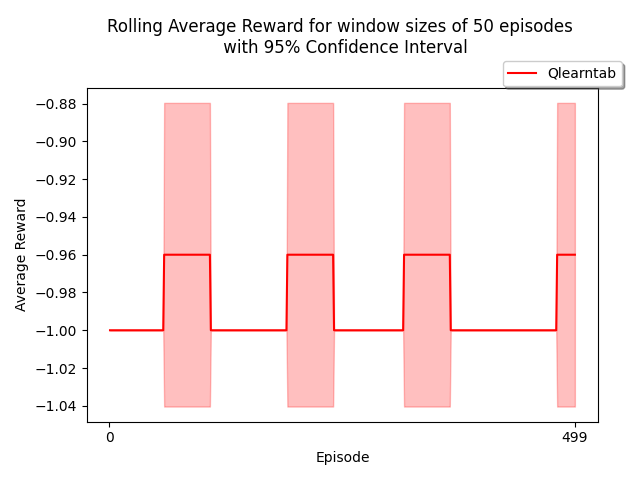 Rolling Average Reward for window sizes of 50 episodes
with 95% Confidence Interval
Qlearntab
−0.88
−0.90
−0.92
−0.94
−0.96
−0.98
−1.00
−1.02
−1.04
Average Reward
0
499
Episode